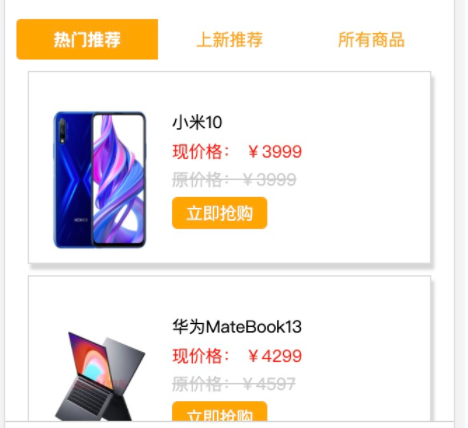 热门推荐 上新推荐 所有商品
小米10
现价格： ￥3999
原价格：￥3999
立即抢购
HONOR
华为MateBook13
现价格： ￥4299
原价格：￥4597
立即抢购